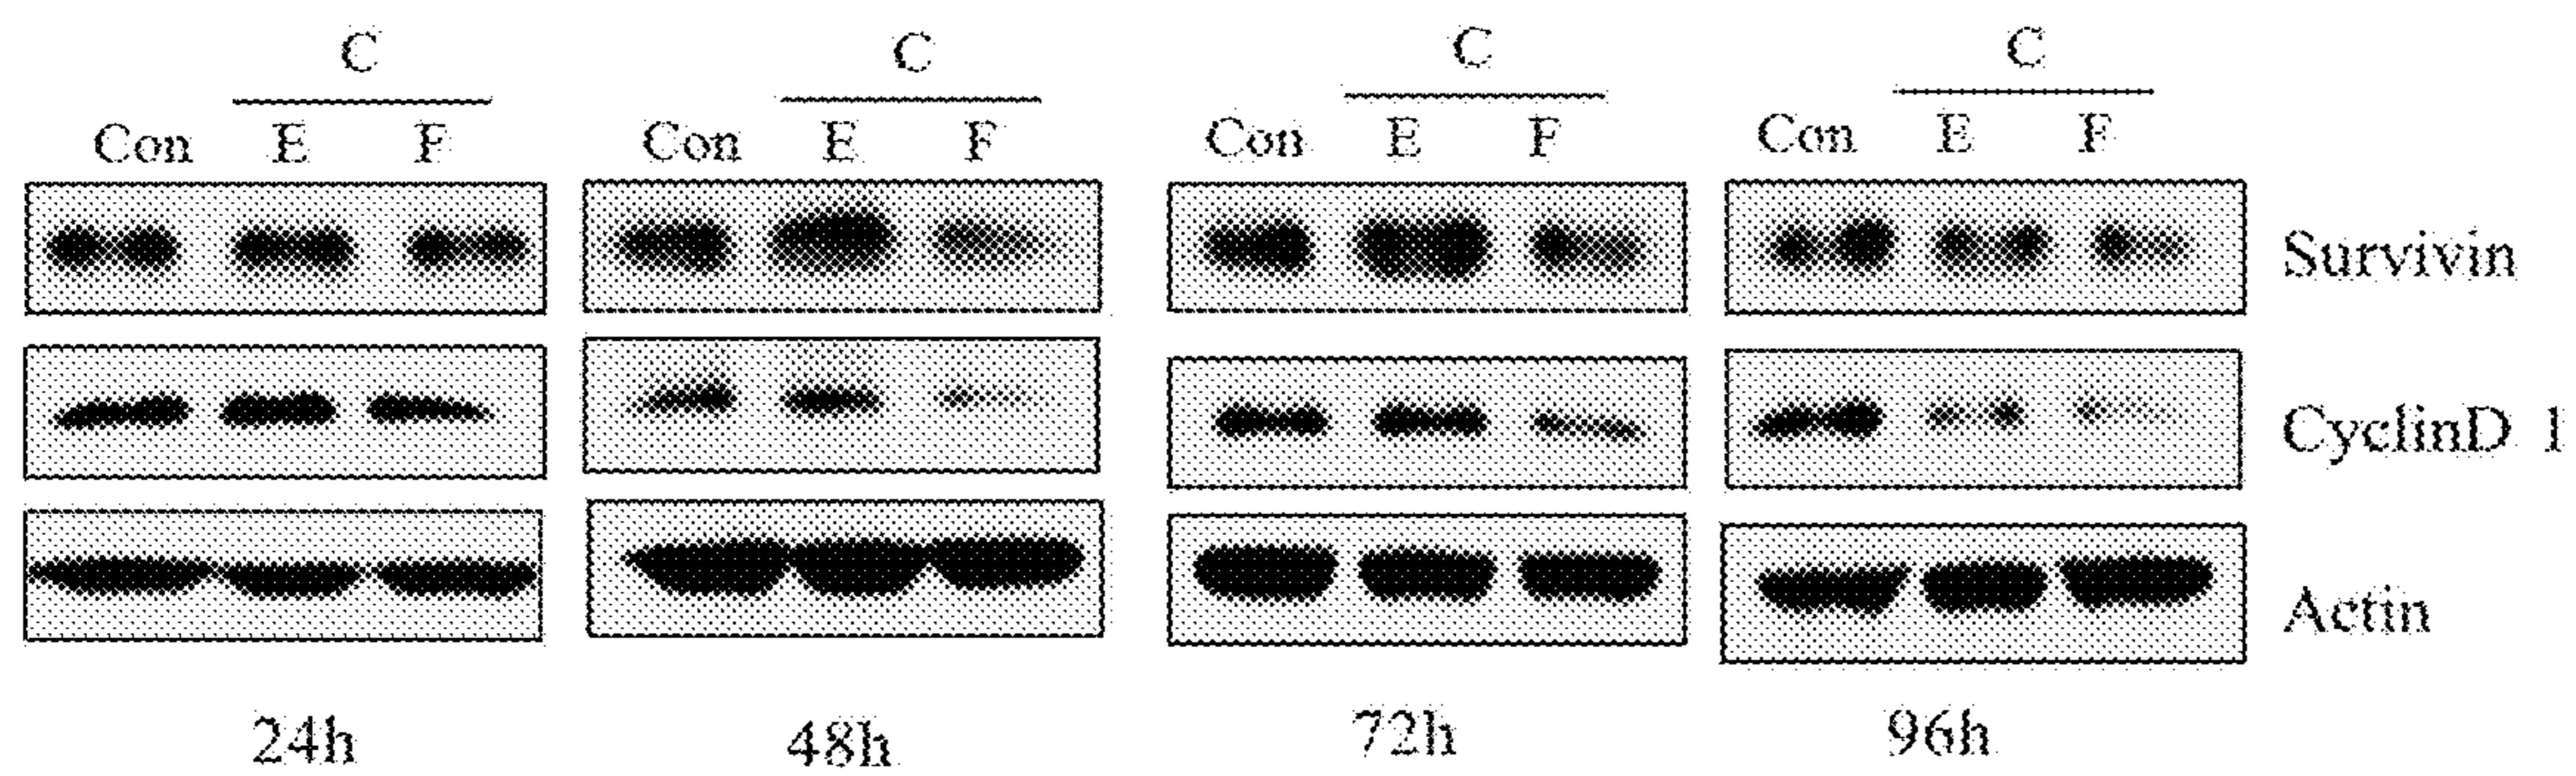 C C C C
Con E F Con E F Con E F Con E F
Survivin
CyclinD 1
Actin
24h 48h 72h 96h